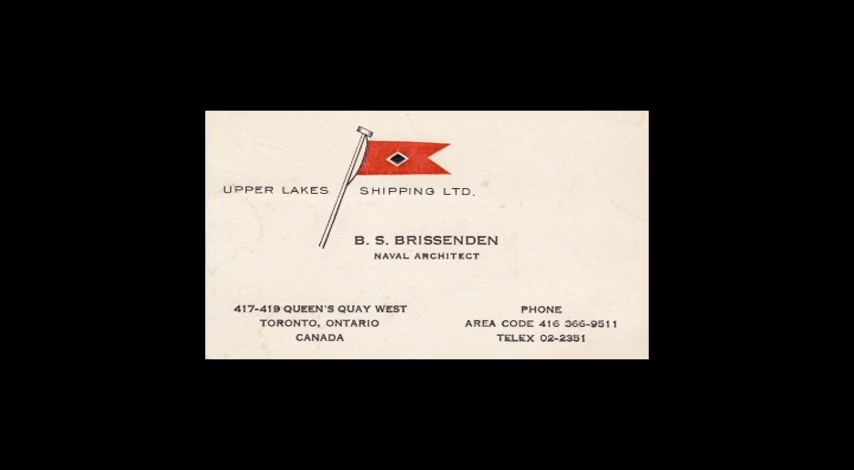 UPPER LAKES SHIPPING LTD.
B. S. BRISSENDEN
NAVAL ARCHITECT
417-419 QUEEN'S QUAY WEST
TORONTO, ONTARIO
CANADA
PHONE
AREA CODE 416 366-9511
TELEX 02-2351